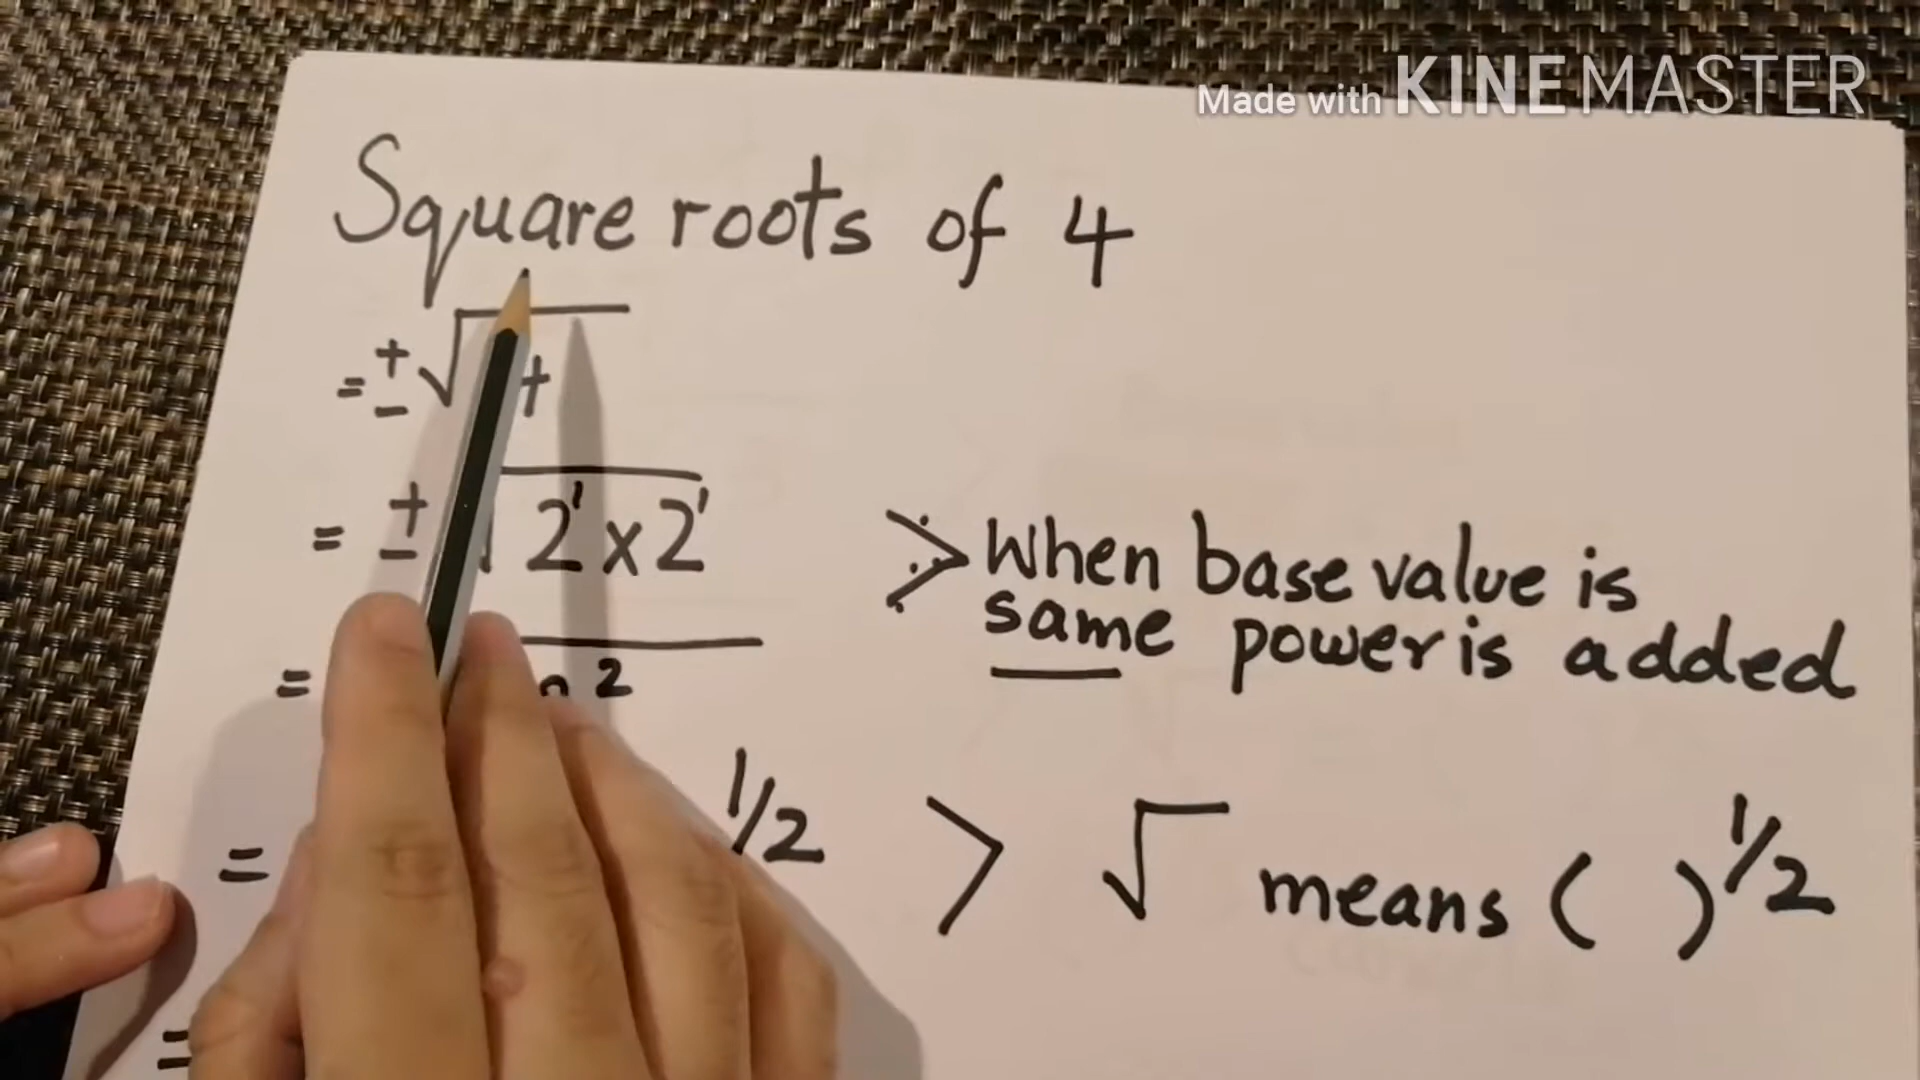 Made with KINEMASTER
Square roots of 4
= ±√
= ± 2¹ x 2¹
> When base value is
same power is added
= ²
= 1/2
> √ means ( )^1/2
=